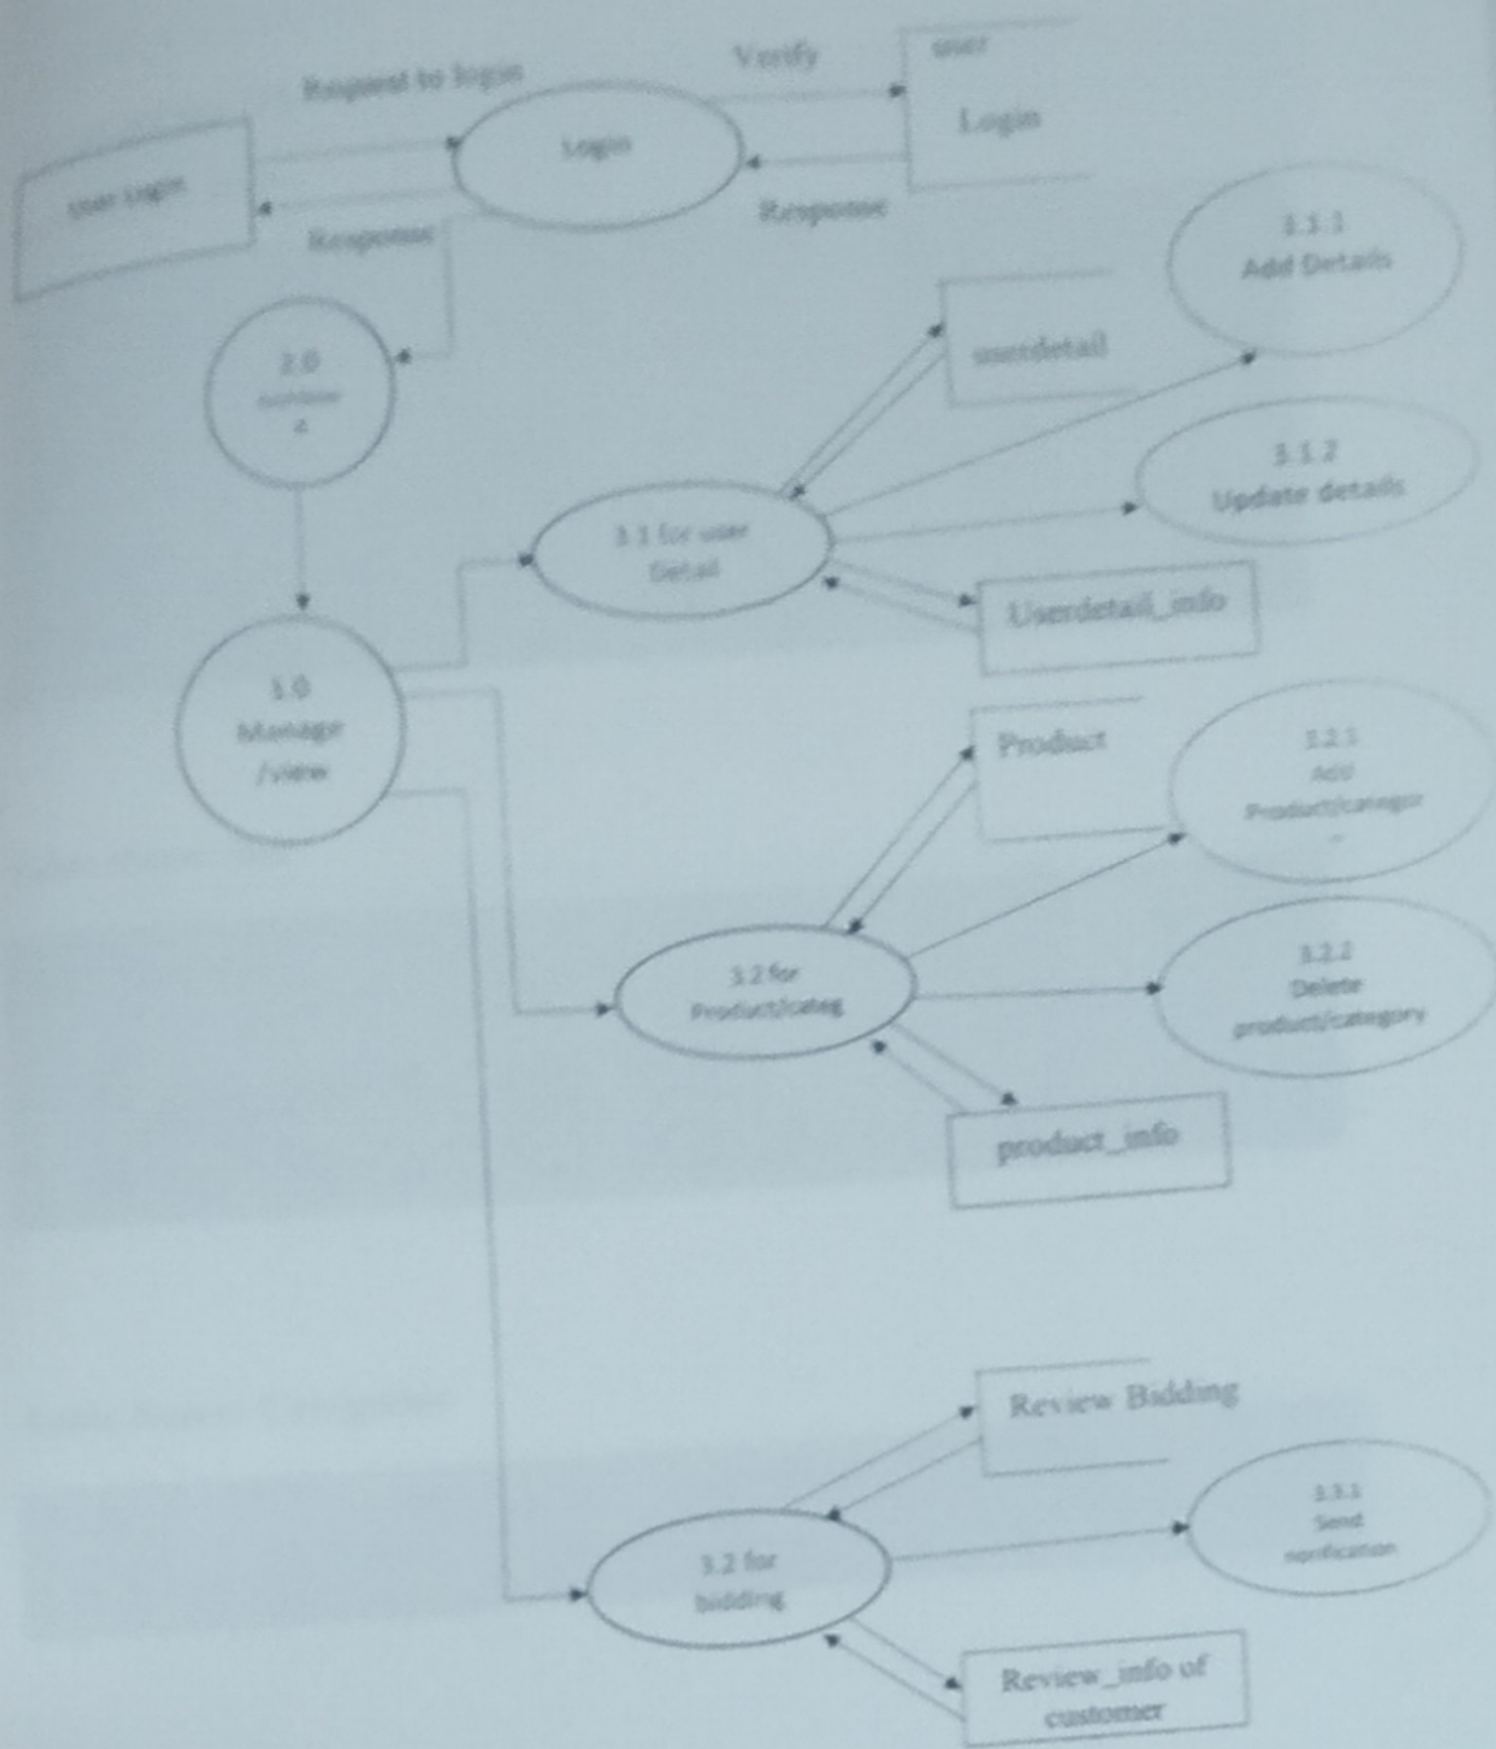 Request to login
Verify
user
Login
Login
User Login
Response
Response
3.1.1
Add Details
2.0
userdetail
3.1.2
Update details
3.1 for user
Detail
Userdetail_info
Manage
/view
Product
3.2.1
Add
Product/categor
3.2 for
Product/categ
3.2.2
Delete
product/category
product_info
Review Bidding
3.3.1
Send
notification
3.2 for
bidding
Review_info of
customer